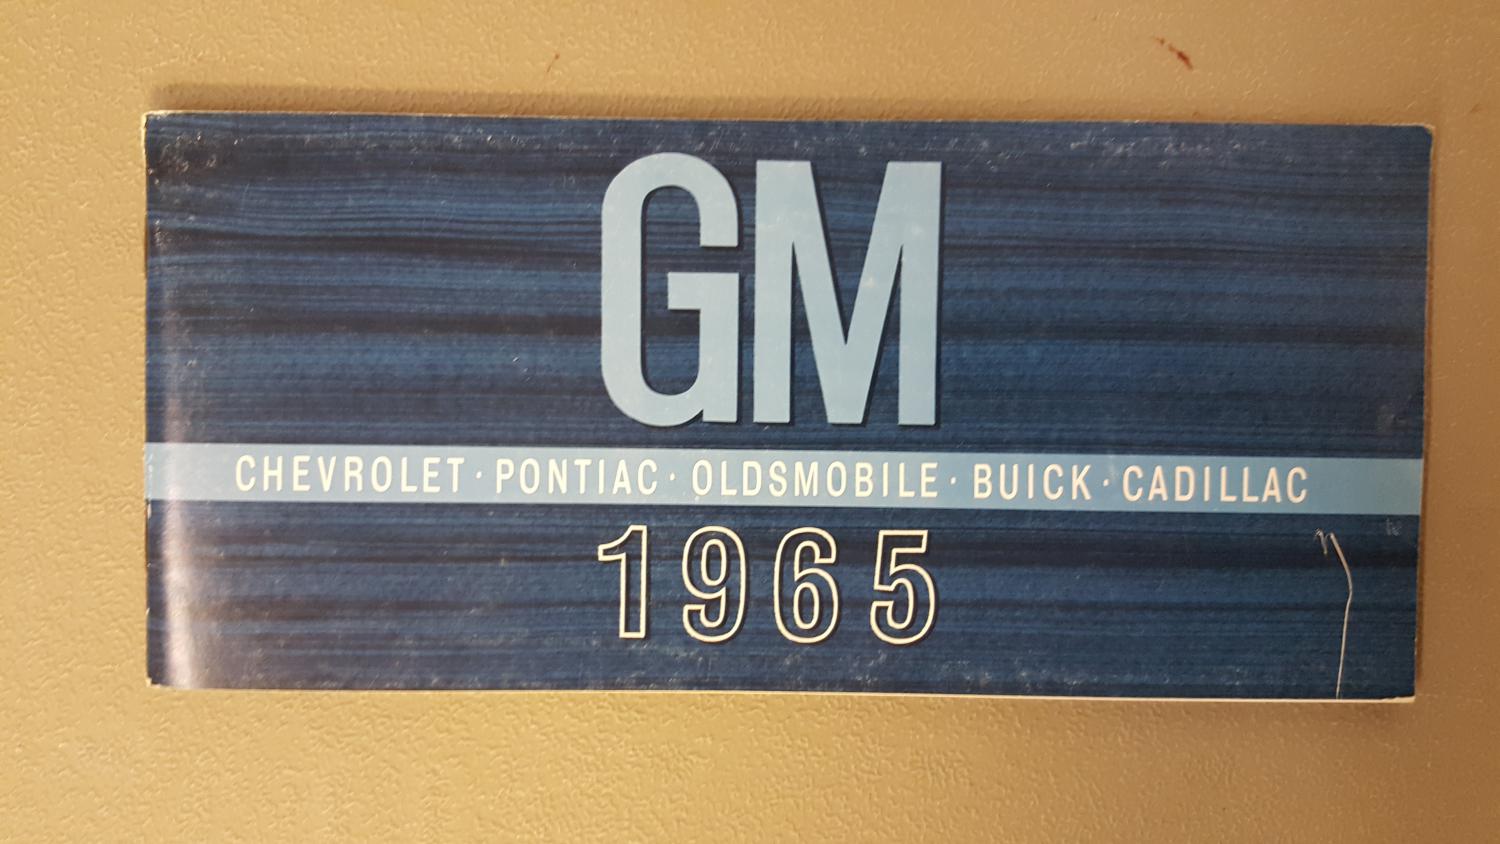 GM
CHEVROLET · PONTIAC · OLDSMOBILE · BUICK · CADILLAC
1965